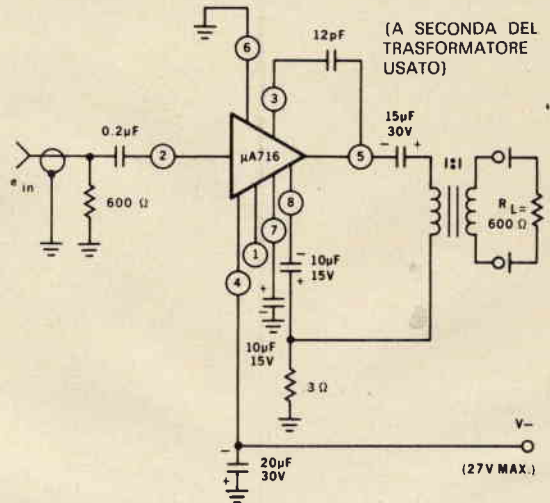 (A SECONDA DEL
TRASFORMATORE
USATO)
12pF
6
3
15µF
30V
0.2µF
- +
1:1
2
µA716
5
e in
600 Ω
R L=
600 Ω
8
7
1
4
-
10µF
15V
+
+
-
10µF
15V
3 Ω
V-
-
20µF
30V
+
(27V MAX.)